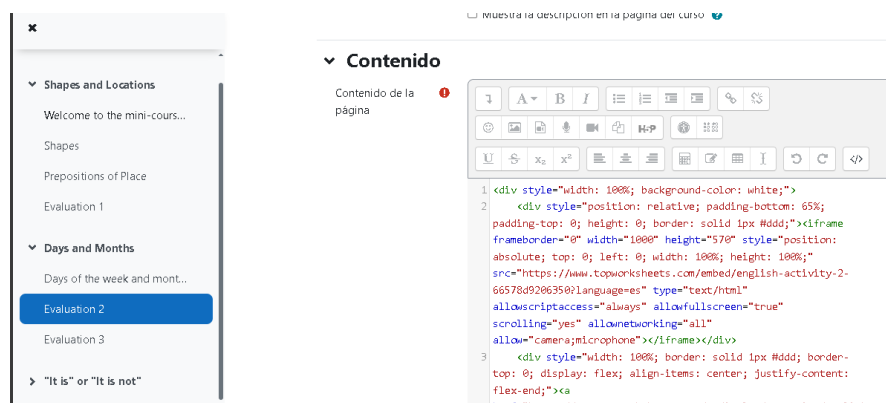 Muestra la descripción en la página del curso
Contenido
Contenido de la página
Shapes and Locations
Welcome to the mini-cours...
Shapes
Prepositions of Place
Evaluation 1
Days and Months
Days of the week and mont...
Evaluation 2
Evaluation 3
"It is" or "It is not"
A B I
H-P
U S x₂ x²
1 <div style="width: 100%; background-color: white;">
2 <div style="position: relative; padding-bottom: 65%;
padding-top: 0; height: 0; border: solid 1px #ddd;"><iframe
frameborder="0" width="1000" height="570" style="position:
absolute; top: 0; left: 0; width: 100%; height: 100%;"
src="https://www.topworksheets.com/embed/english-activity-2-
66578d9206350?language=es" type="text/html"
allowscriptaccess="always" allowfullscreen="true"
scrolling="yes" allownetworking="all"
allow="camera;microphone"></iframe></div>
3 <div style="width: 100%; border: solid 1px #ddd; border-
top: 0; display: flex; align-items: center; justify-content:
flex-end;"><a